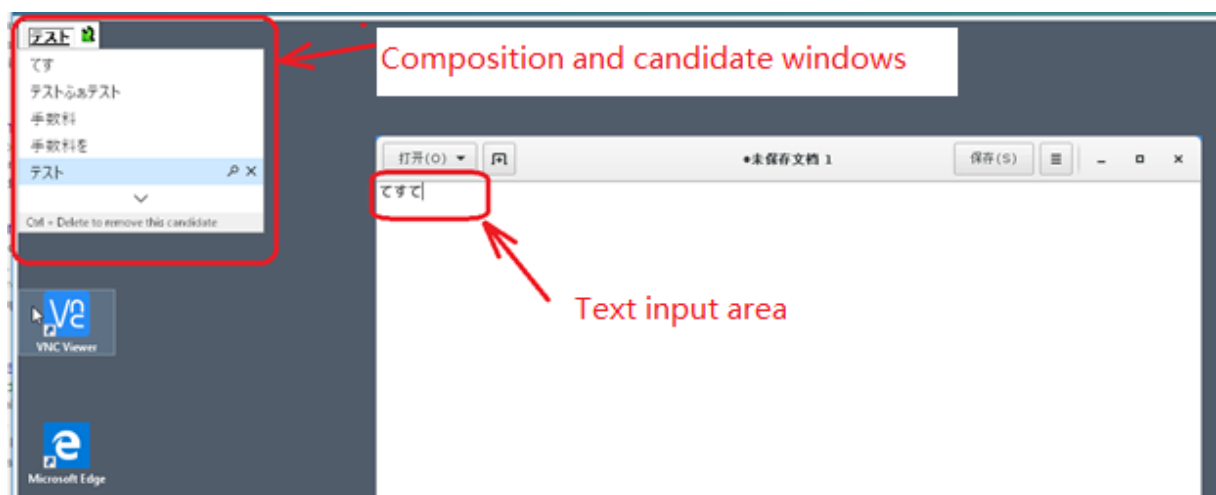 テスト
てす
テストふぁテスト
手数料
手数料を
テスト
Ctrl + Delete to remove this candidate
Composition and candidate windows
打开(O)
•未保存文档 1
保存(S)
てすて
Text input area
VNC Viewer
Microsoft Edge